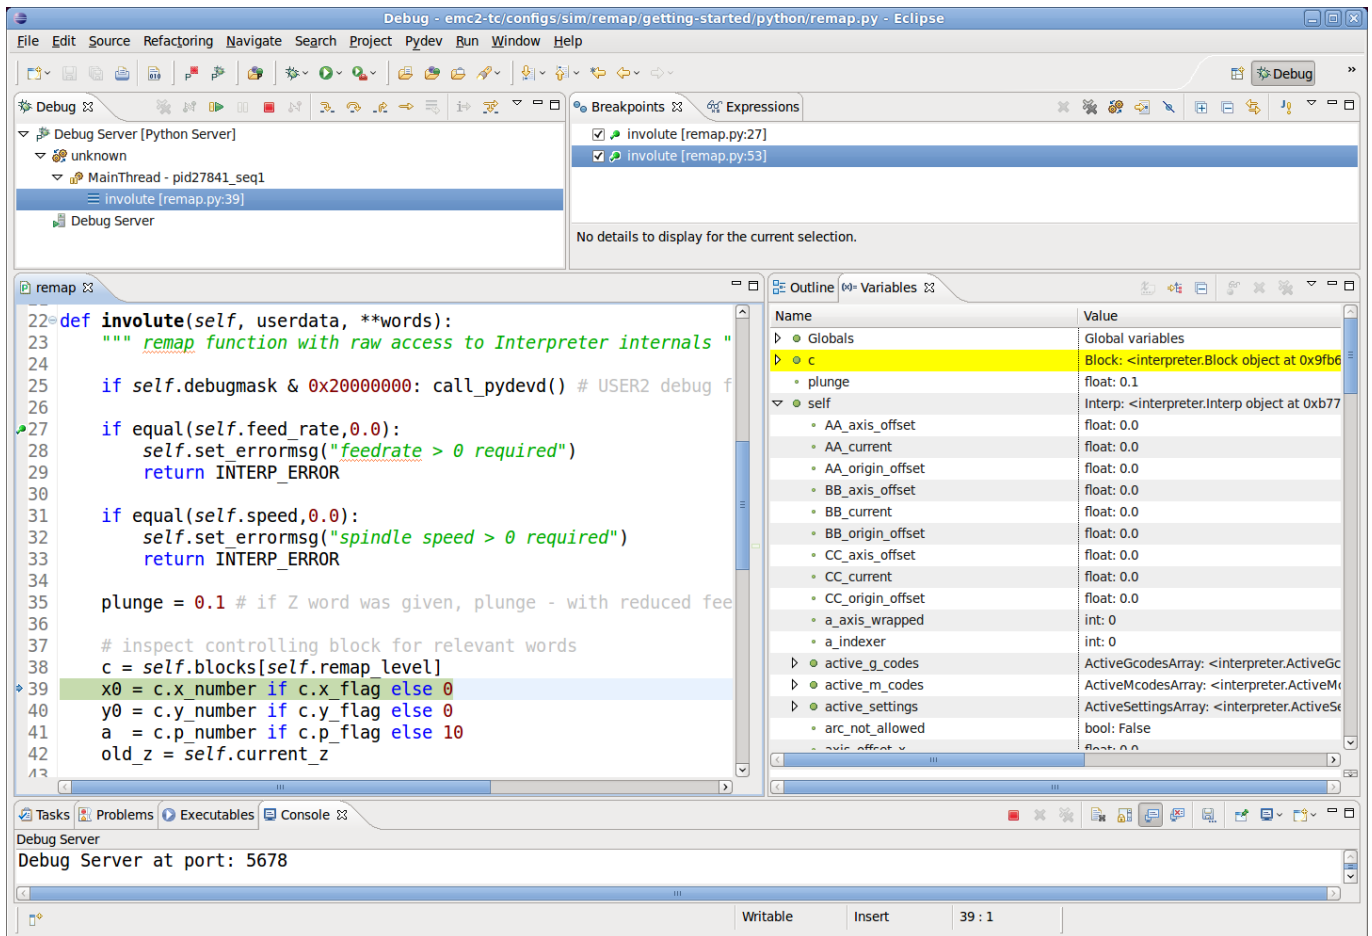 Debug - emc2-tc/configs/sim/remap/getting-started/python/remap.py - Eclipse
File Edit Source Refactoring Navigate Search Project Pydev Run Window Help
Debug »
Debug
Debug Server [Python Server]
unknown
MainThread - pid27841_seq1
involute [remap.py:39]
Debug Server
Breakpoints Expressions
involute [remap.py:27]
involute [remap.py:53]
No details to display for the current selection.
remap
22 def involute(self, userdata, **words):
23 """ remap function with raw access to Interpreter internals "
24
25 if self.debugmask & 0x20000000: call_pydevd() # USER2 debug f
26
27 if equal(self.feed_rate,0.0):
28 self.set_errormsg("feedrate > 0 required")
29 return INTERP_ERROR
30
31 if equal(self.speed,0.0):
32 self.set_errormsg("spindle speed > 0 required")
33 return INTERP_ERROR
34
35 plunge = 0.1 # if Z word was given, plunge - with reduced fee
36
37 # inspect controlling block for relevant words
38 c = self.blocks[self.remap_level]
39 x0 = c.x_number if c.x_flag else 0
40 y0 = c.y_number if c.y_flag else 0
41 a = c.p_number if c.p_flag else 10
42 old_z = self.current_z
43
Outline Variables
Name Value
Globals Global variables
c Block: <interpreter.Block object at 0x9fb6
plunge float: 0.1
self Interp: <interpreter.Interp object at 0xb77
AA_axis_offset float: 0.0
AA_current float: 0.0
AA_origin_offset float: 0.0
BB_axis_offset float: 0.0
BB_current float: 0.0
BB_origin_offset float: 0.0
CC_axis_offset float: 0.0
CC_current float: 0.0
CC_origin_offset float: 0.0
a_axis_wrapped int: 0
a_indexer int: 0
active_g_codes ActiveGcodesArray: <interpreter.ActiveGc
active_m_codes ActiveMcodesArray: <interpreter.ActiveMc
active_settings ActiveSettingsArray: <interpreter.ActiveSe
arc_not_allowed bool: False
axis_offset_x float: 0.0
Tasks Problems Executables Console
Debug Server
Debug Server at port: 5678
Writable Insert 39 : 1